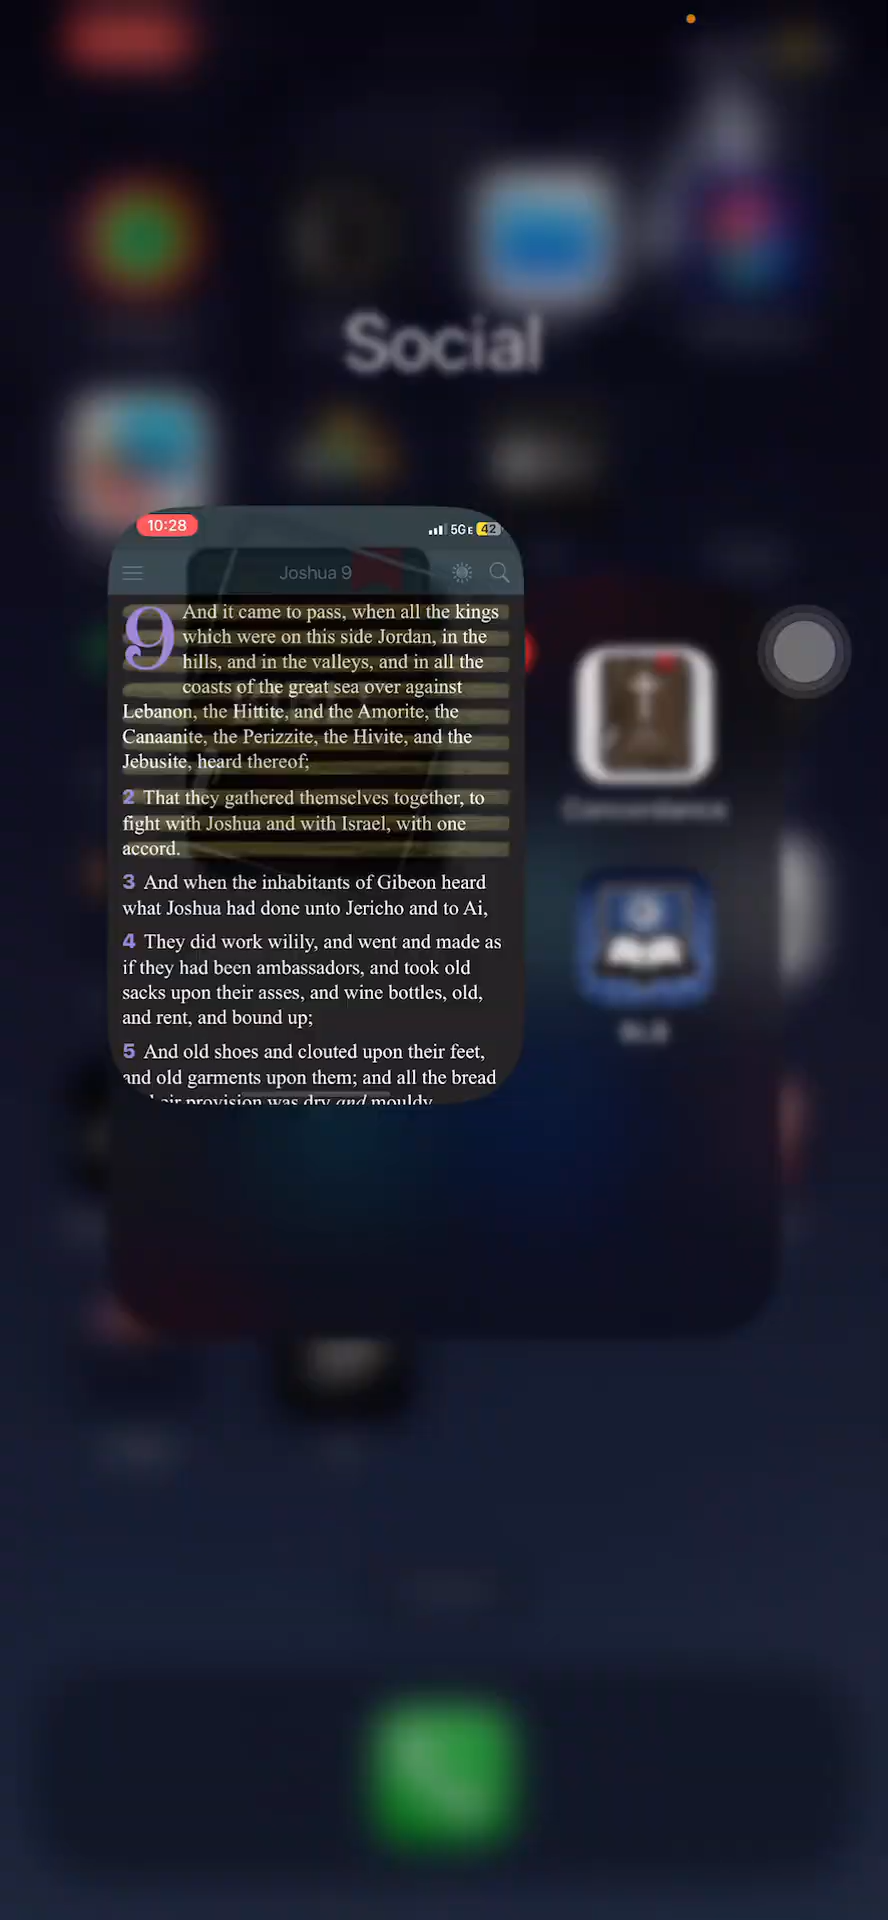 Social
10:28
5GE 42
Joshua 9
9 And it came to pass, when all the kings
which were on this side Jordan, in the
hills, and in the valleys, and in all the
coasts of the great sea over against
Lebanon, the Hittite, and the Amorite, the
Canaanite, the Perizzite, the Hivite, and the
Jebusite, heard thereof;
2 That they gathered themselves together, to
fight with Joshua and with Israel, with one
accord.
3 And when the inhabitants of Gibeon heard
what Joshua had done unto Jericho and to Ai,
4 They did work wilily, and went and made as
if they had been ambassadors, and took old
sacks upon their asses, and wine bottles, old,
and rent, and bound up;
5 And old shoes and clouted upon their feet,
and old garments upon them; and all the bread
provision was dry and mouldy
Concordance
BLB